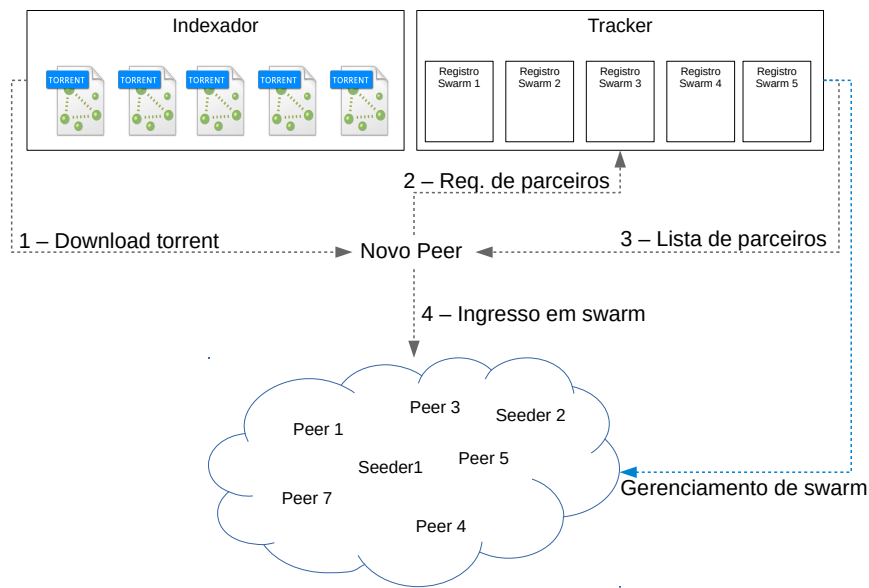 Indexador
Tracker
TORRENT
TORRENT
TORRENT
TORRENT
TORRENT
Registro
Swarm 1
Registro
Swarm 2
Registro
Swarm 3
Registro
Swarm 4
Registro
Swarm 5
2 – Req. de parceiros
1 – Download torrent
3 – Lista de parceiros
Novo Peer
4 – Ingresso em swarm
Peer 3
Seeder 2
Peer 1
Peer 5
Seeder1
Peer 7
Peer 4
Gerenciamento de swarm